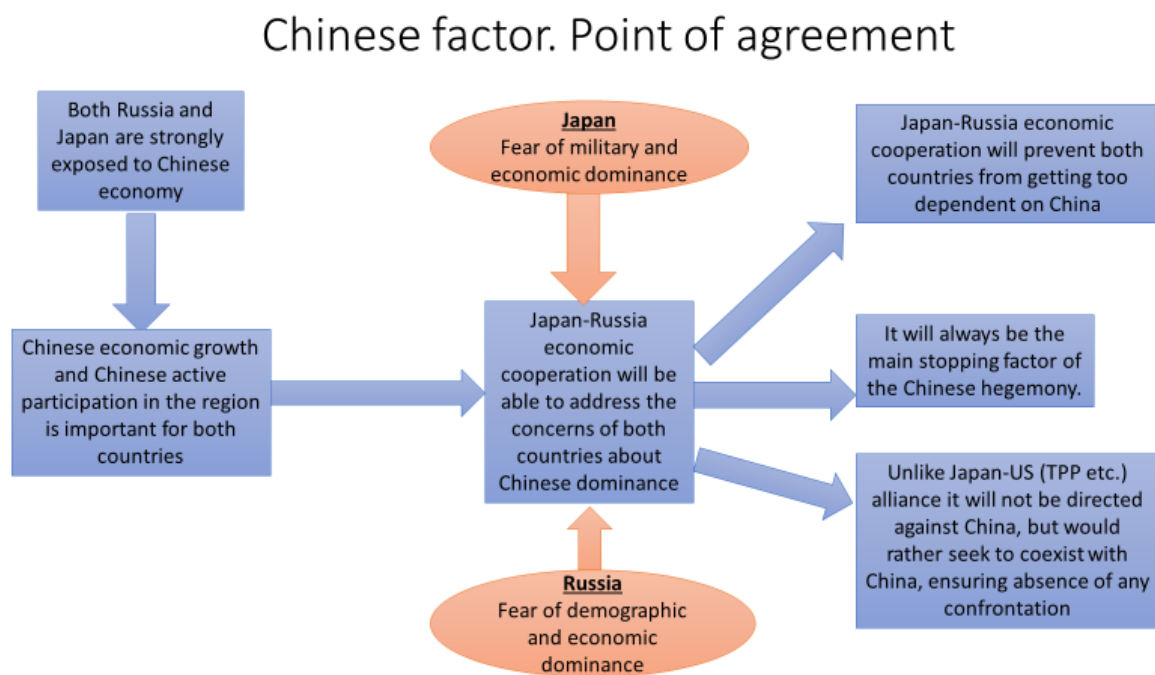 Chinese factor. Point of agreement
Both Russia and
Japan are strongly
exposed to Chinese
economy
Chinese economic growth
and Chinese active
participation in the region
is important for both
countries
Japan
Fear of military and
economic dominance
Japan-Russia
economic
cooperation will be
able to address the
concerns of both
countries about
Chinese dominance
Russia
Fear of demographic
and economic
dominance
Japan-Russia economic
cooperation will prevent both
countries from getting too
dependent on China
It will always be the
main stopping factor of
the Chinese hegemony.
Unlike Japan-US (TPP etc.)
alliance it will not be directed
against China, but would
rather seek to coexist with
China, ensuring absence of any
confrontation